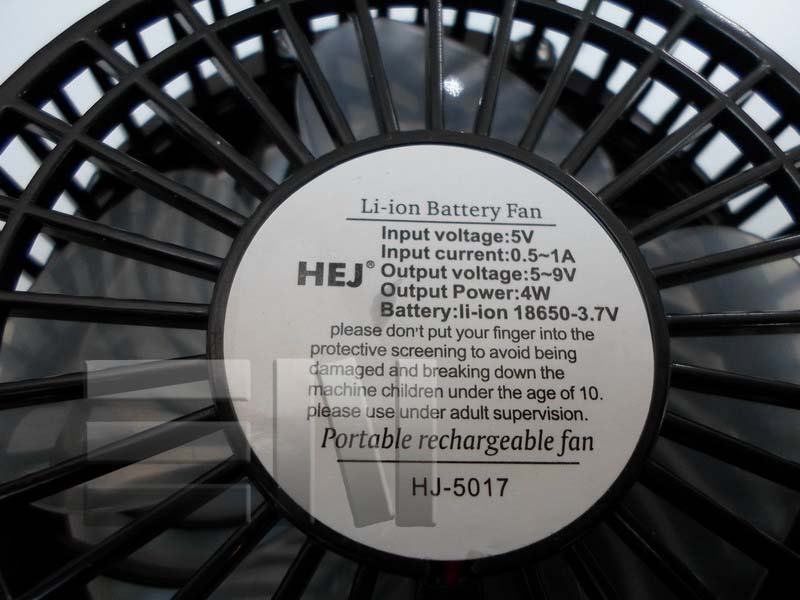 Li-ion Battery Fan
Input voltage:5V
Input current:0.5~1A
HEJ® Output voltage:5~9V
Output Power:4W
Battery:li-ion 18650-3.7V
please don't put your finger into the
protective screening to avoid being
damaged and breaking down the
machine children under the age of 10.
please use under adult supervision.
Portable rechargeable fan
HJ-5017
EN